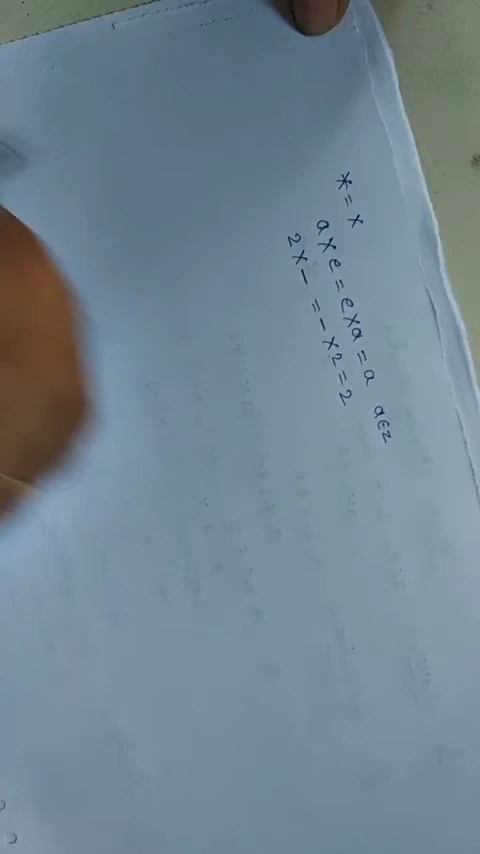 * = x
a x e = e x a = a a∈z
2 x – = – x 2 = 2